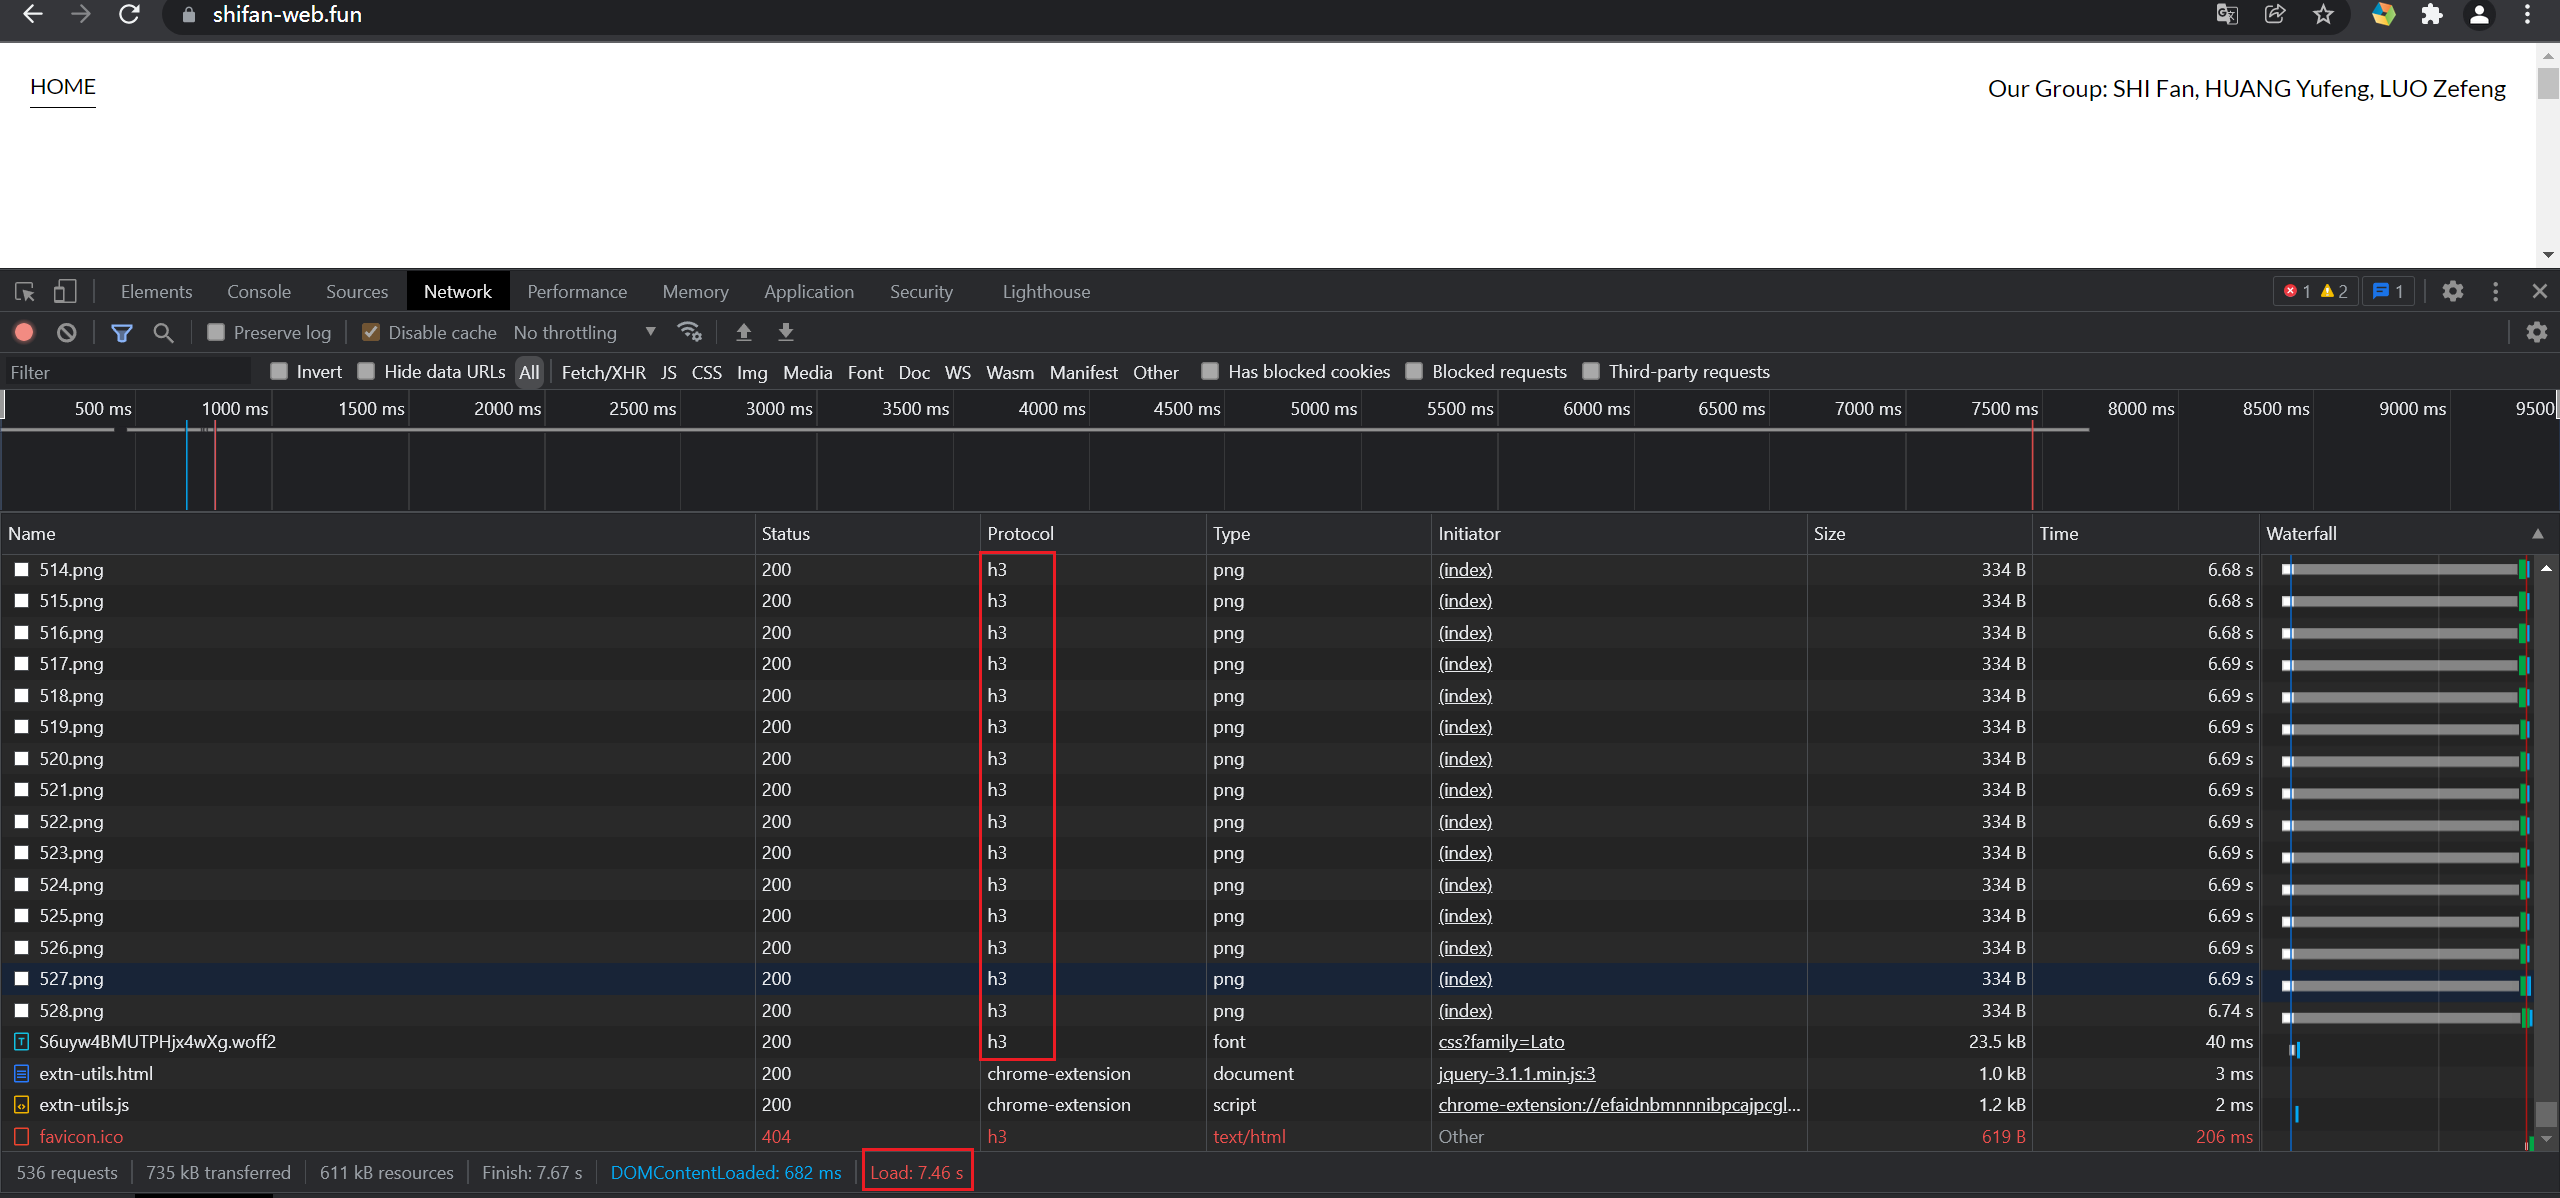 shifan-web.fun
HOME
Our Group: SHI Fan, HUANG Yufeng, LUO Zefeng
Elements Console Sources Network Performance Memory Application Security Lighthouse 1 2 1
Preserve log Disable cache No throttling
Filter Invert Hide data URLs All Fetch/XHR JS CSS Img Media Font Doc WS Wasm Manifest Other Has blocked cookies Blocked requests Third-party requests
500 ms 1000 ms 1500 ms 2000 ms 2500 ms 3000 ms 3500 ms 4000 ms 4500 ms 5000 ms 5500 ms 6000 ms 6500 ms 7000 ms 7500 ms 8000 ms 8500 ms 9000 ms 9500
Name Status Protocol Type Initiator Size Time Waterfall
514.png 200 h3 png (index) 334 B 6.68 s
515.png 200 h3 png (index) 334 B 6.68 s
516.png 200 h3 png (index) 334 B 6.68 s
517.png 200 h3 png (index) 334 B 6.69 s
518.png 200 h3 png (index) 334 B 6.69 s
519.png 200 h3 png (index) 334 B 6.69 s
520.png 200 h3 png (index) 334 B 6.69 s
521.png 200 h3 png (index) 334 B 6.69 s
522.png 200 h3 png (index) 334 B 6.69 s
523.png 200 h3 png (index) 334 B 6.69 s
524.png 200 h3 png (index) 334 B 6.69 s
525.png 200 h3 png (index) 334 B 6.69 s
526.png 200 h3 png (index) 334 B 6.69 s
527.png 200 h3 png (index) 334 B 6.69 s
528.png 200 h3 png (index) 334 B 6.74 s
S6uyw4BMUTPHjx4wXg.woff2 200 h3 font css?family=Lato 23.5 kB 40 ms
extn-utils.html 200 chrome-extension document jquery-3.1.1.min.js:3 1.0 kB 3 ms
extn-utils.js 200 chrome-extension script chrome-extension://efaidnbmnnnibpcajpcgl... 1.2 kB 2 ms
favicon.ico 404 h3 text/html Other 619 B 206 ms
536 requests 735 kB transferred 611 kB resources Finish: 7.67 s DOMContentLoaded: 682 ms Load: 7.46 s